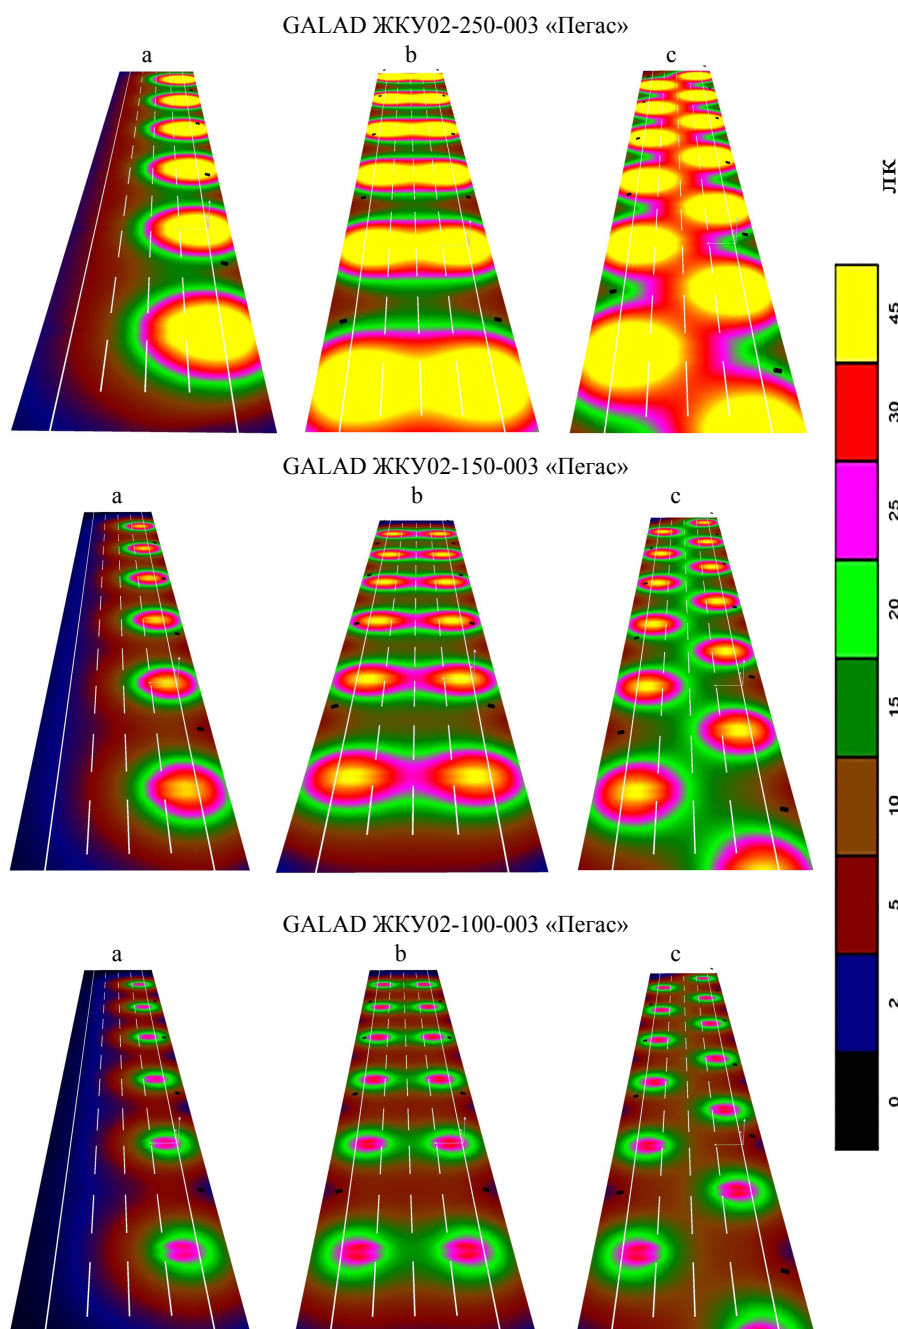 GALAD ЖКУ02-250-003 «Пегас»
a
b
c
ЛК
45
30
25
20
15
10
5
2
0
GALAD ЖКУ02-150-003 «Пегас»
a
b
c
GALAD ЖКУ02-100-003 «Пегас»
a
b
c